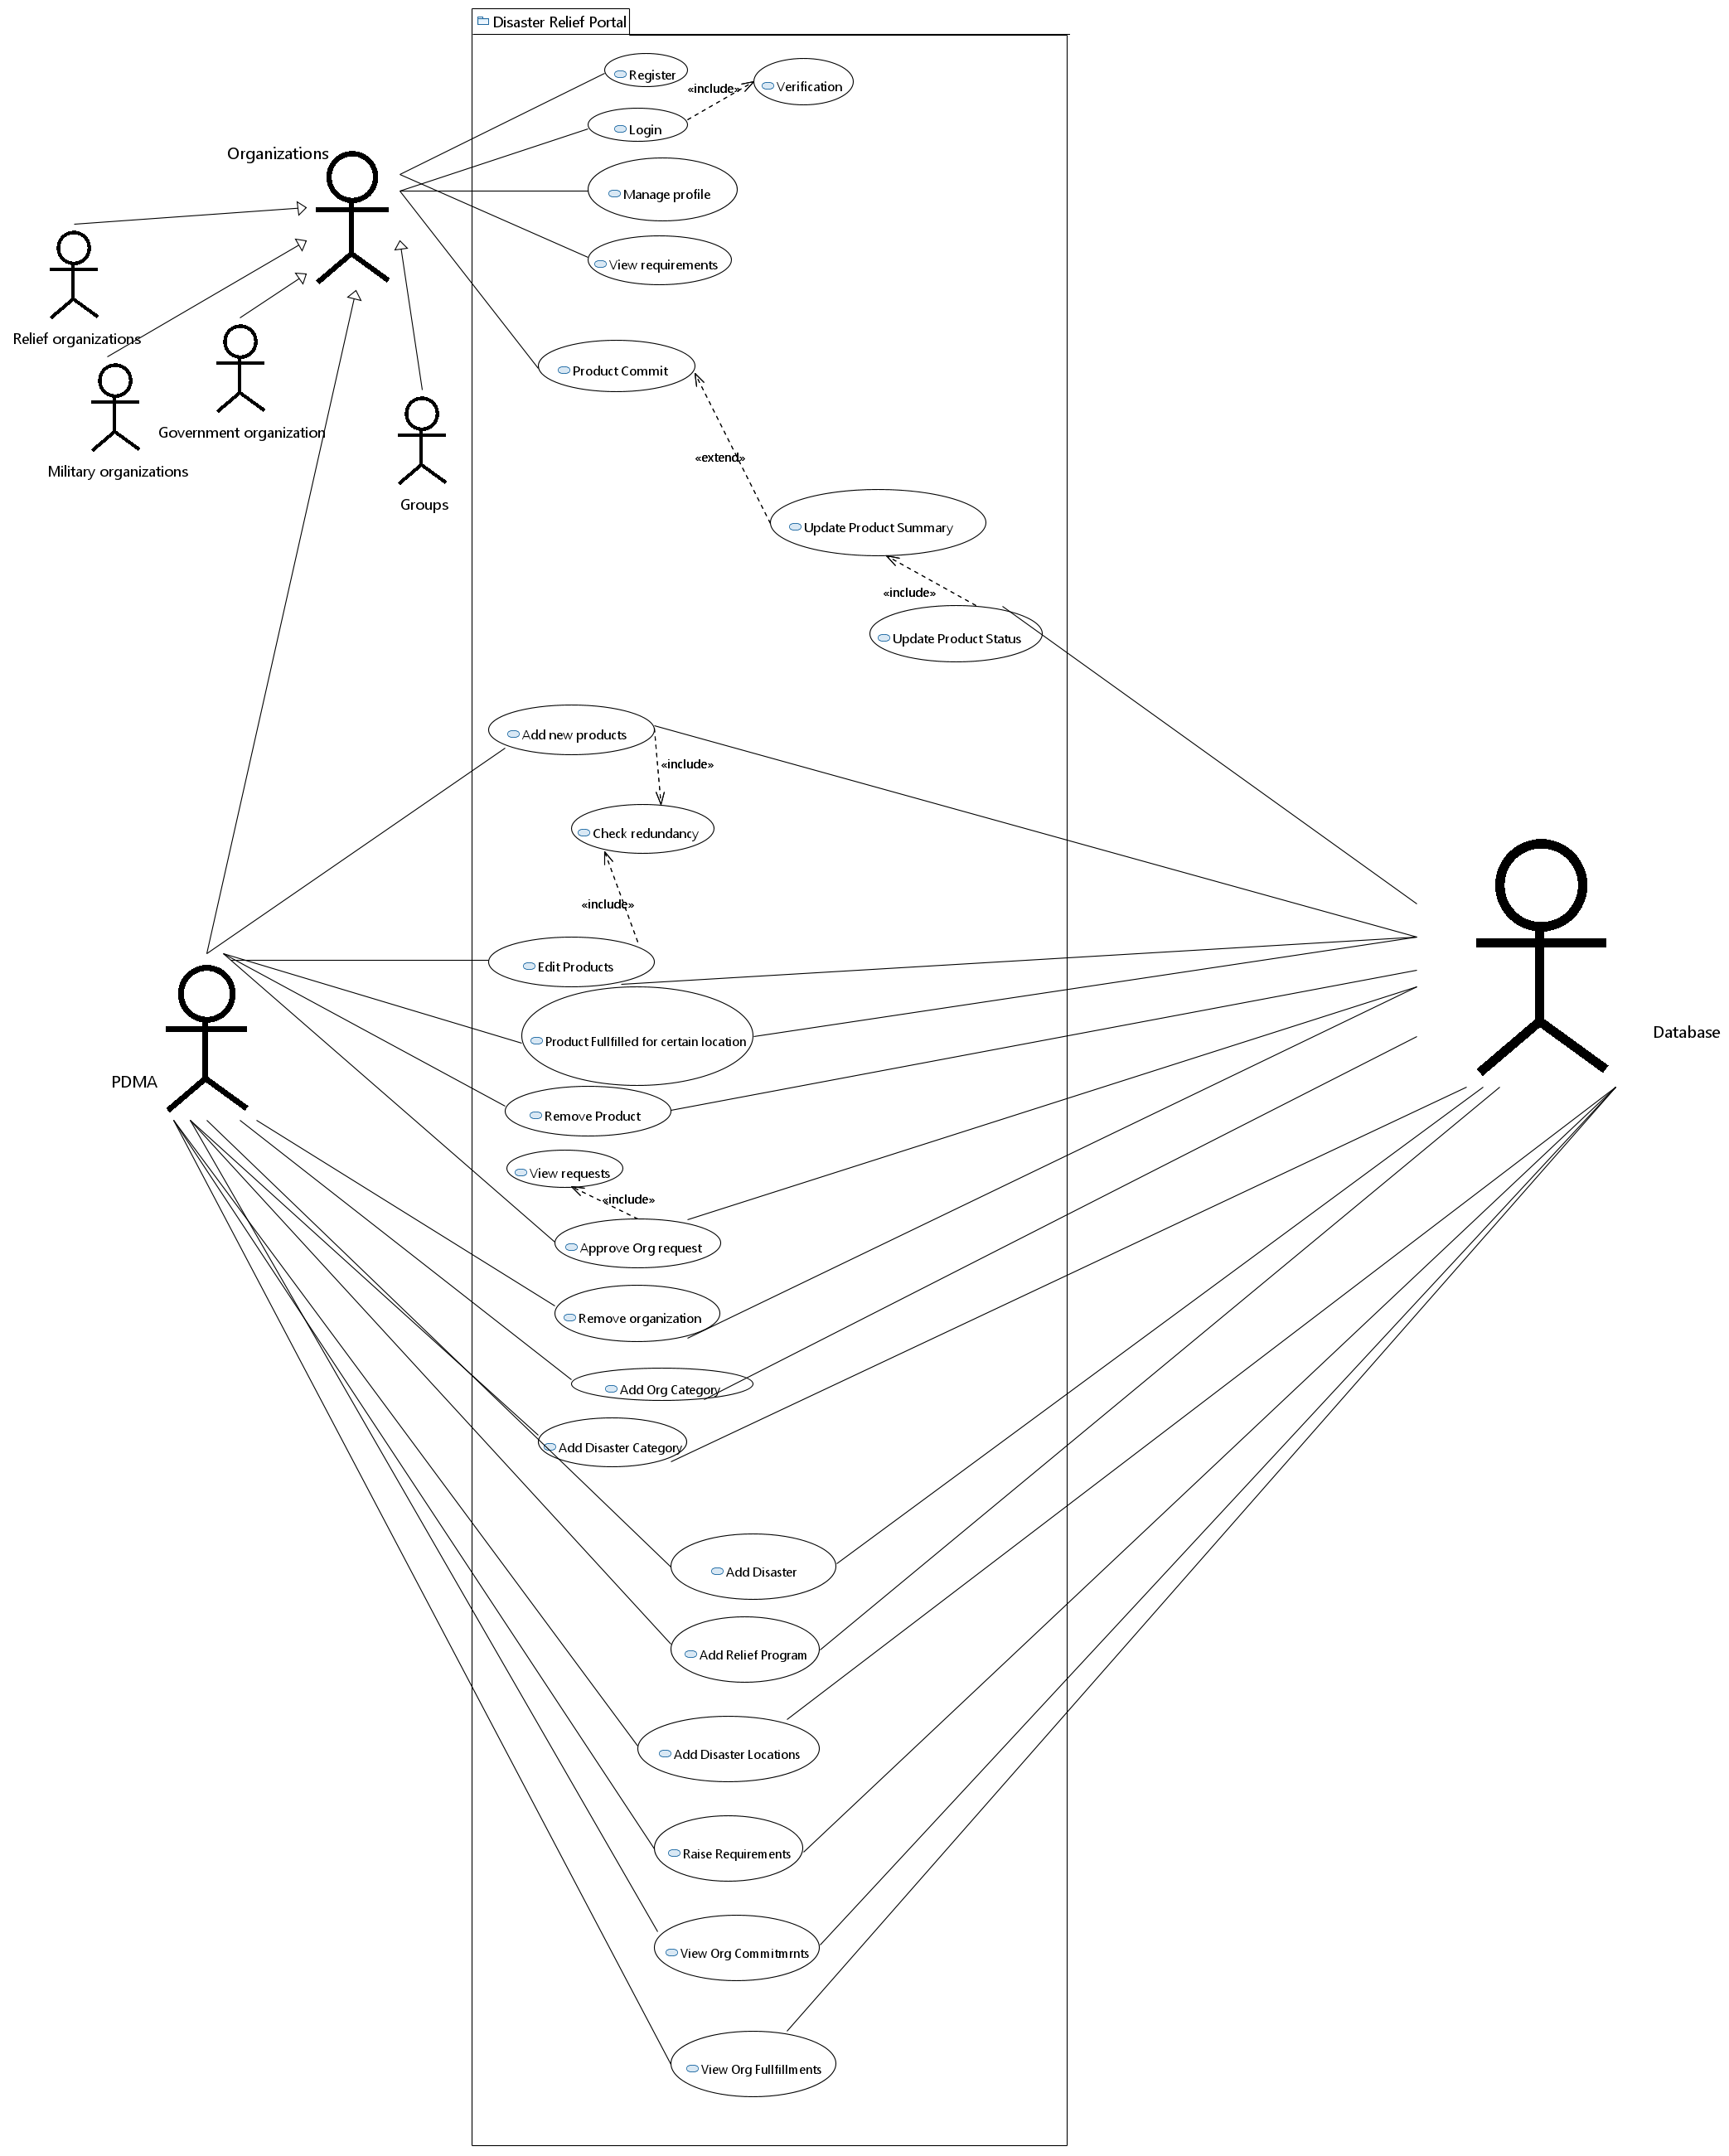 Disaster Relief Portal
Register
«include»
Verification
Login
Organizations
Manage profile
View requirements
Relief organizations
Product Commit
Government organization
«extend»
Military organizations
Groups
Update Product Summary
«include»
Update Product Status
Add new products
«include»
Check redundancy
«include»
Edit Products
Database
Product Fullfilled for certain location
PDMA
Remove Product
View requests
«include»
Approve Org request
Remove organization
Add Org Category
Add Disaster Category
Add Disaster
Add Relief Program
Add Disaster Locations
Raise Requirements
View Org Commitmrnts
View Org Fullfillments